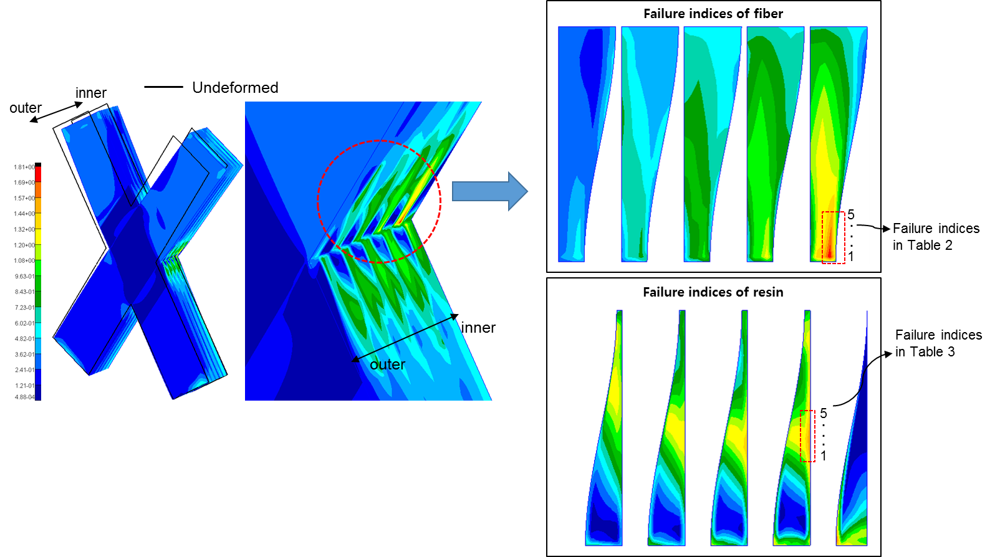 Failure indices of fiber
inner
Undeformed
outer
1.81+00
1.69+00
1.57+00
1.44+00
1.32+00
1.20+00
1.08+00
9.63-01
8.43-01
7.23-01
6.02-01
4.82-01
3.62-01
2.41-01
1.21-01
4.88-04
inner
outer
5
1
Failure indices
in Table 2
Failure indices of resin
5
1
Failure indices
in Table 3